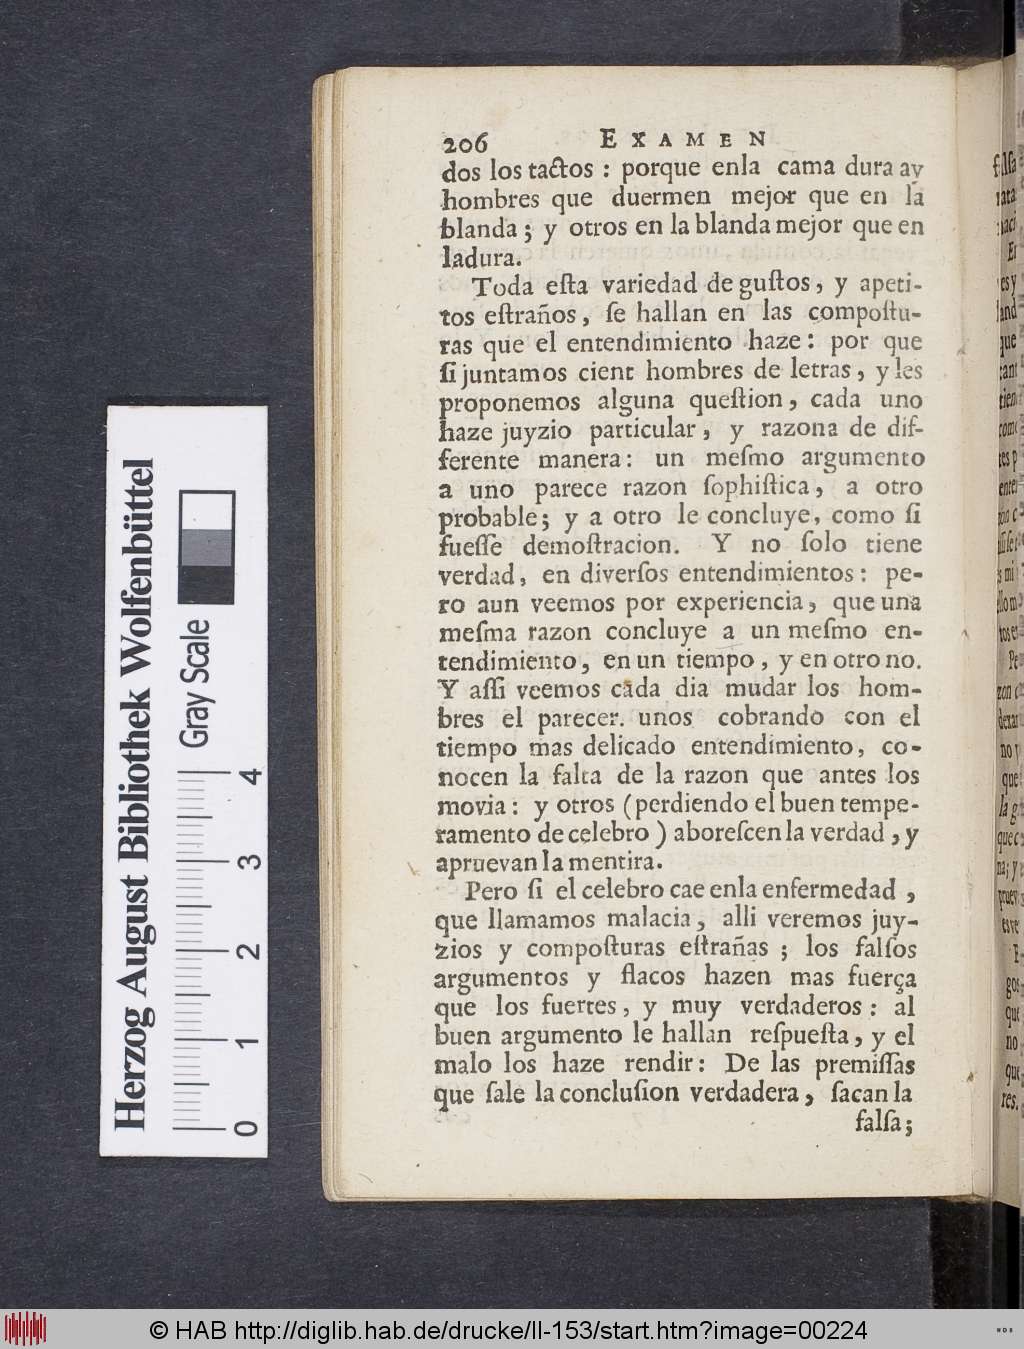 206 EXAMEN
dos los tactos : porque enla cama dura ay
hombres que duermen mejor que en la
blanda ; y otros en la blanda mejor que en
ladura.
Toda eſta variedad de guſtos, y apeti-
tos eſtraños, ſe hallan en las compoſtu-
ras que el entendimiento haze: por que
ſi juntamos cient hombres de letras, y les
proponemos alguna queſtion, cada uno
haze juyzio particular, y razona de diſ-
ferente manera: un meſmo argumento
a uno parece razon ſophiſtica, a otro
probable; y a otro le concluye, como ſi
fueſſe demoſtracion. Y no ſolo tiene
verdad, en diverſos entendimientos: pe-
ro aun veemos por experiencia, que una
meſma razon concluye a un meſmo en-
tendimiento, en un tiempo, y en otro no.
Y aſſi veemos cada dia mudar los hom-
bres el parecer. unos cobrando con el
tiempo mas delicado entendimiento, co-
nocen la falta de la razon que antes los
movia: y otros (perdiendo el buen tempe-
ramento de celebro) aboreſcen la verdad, y
apruevan la mentira.
Pero ſi el celebro cae enla enfermedad,
que llamamos malacia, alli veremos juy-
zios y compoſturas eſtrañas; los falſos
argumentos y flacos hazen mas fuerça
que los fuertes, y muy verdaderos: al
buen argumento le hallan reſpueſta, y el
malo los haze rendir: De las premiſſas
que ſale la concluſion verdadera, ſacan la
falſa;
Herzog August Bibliothek Wolfenbüttel
Gray Scale
0 1 2 3 4
© HAB http://diglib.hab.de/drucke/ll-153/start.htm?image=00224